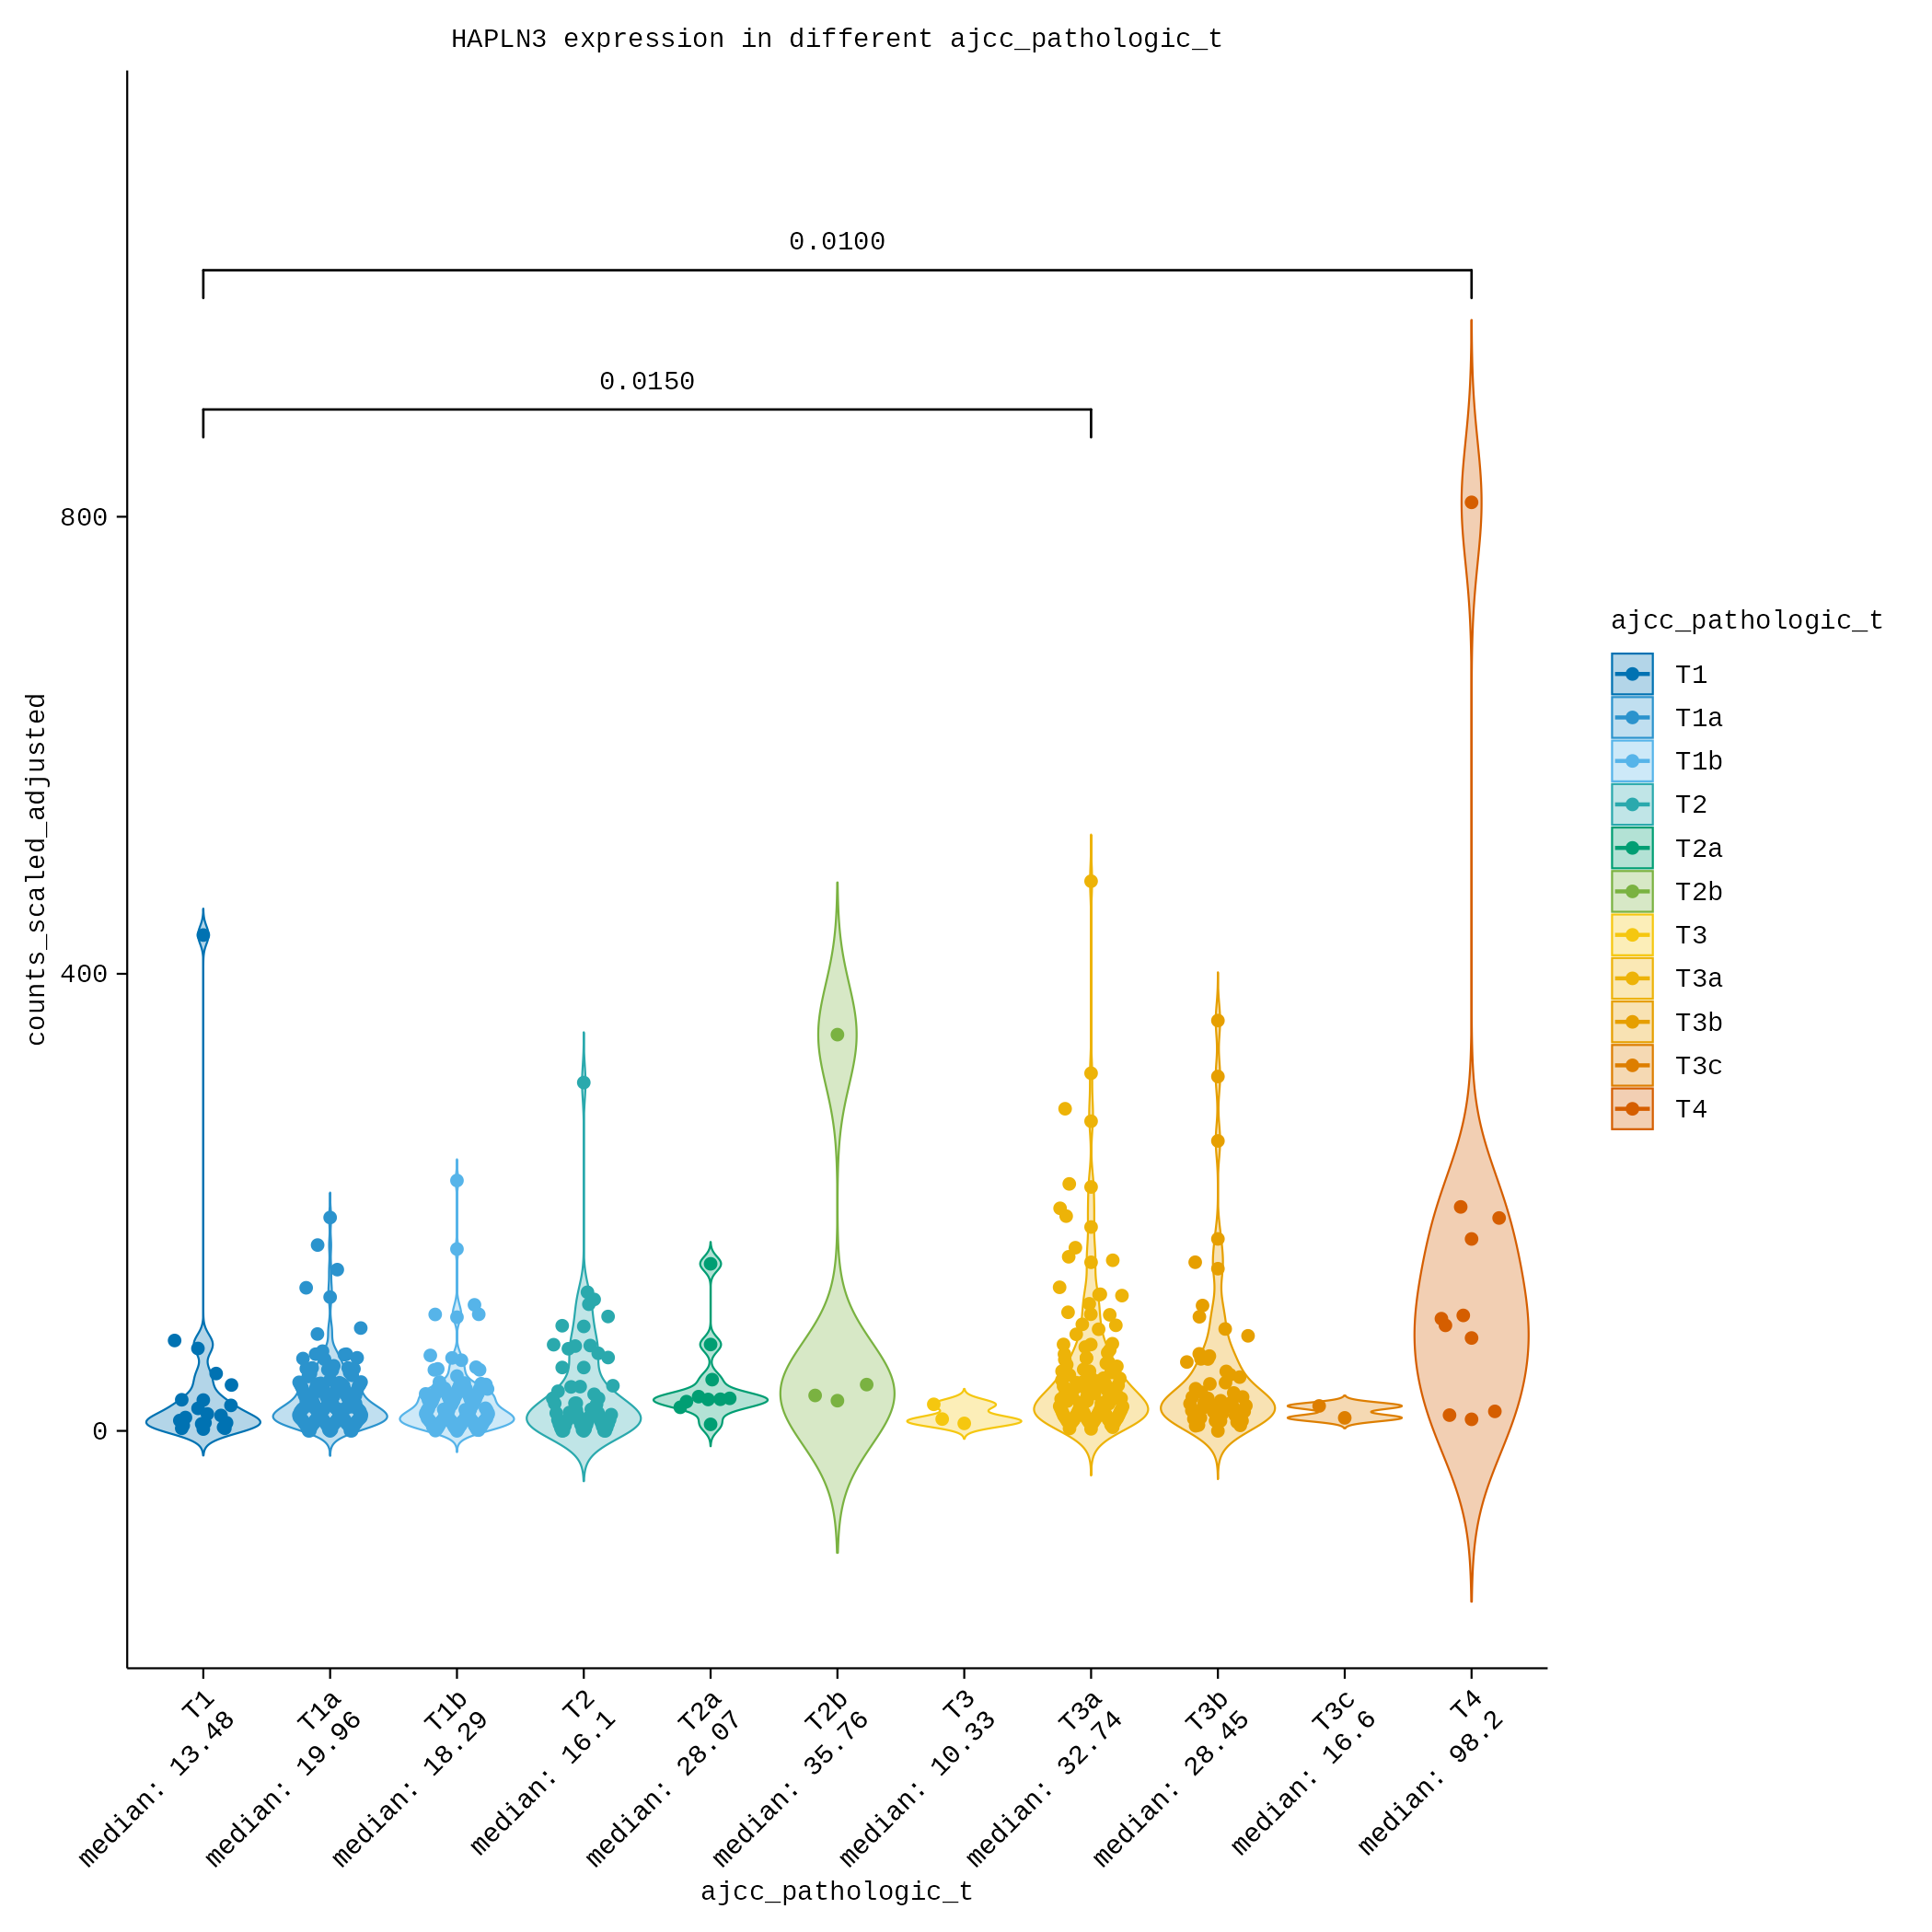 HAPLN3 expression in different ajcc_pathologic_t
0.0100
0.0150
counts_scaled_adjusted
800
400
0
T1
median: 13.48
T1a
median: 19.96
T1b
median: 18.29
T2
median: 16.1
T2a
median: 28.07
T2b
median: 35.76
T3
median: 10.33
T3a
median: 32.74
T3b
median: 28.45
T3c
median: 16.6
T4
median: 98.2
ajcc_pathologic_t
ajcc_pathologic_t
T1
T1a
T1b
T2
T2a
T2b
T3
T3a
T3b
T3c
T4